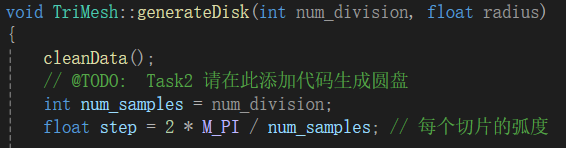 void TriMesh::generateDisk(int num_division, float radius)
{
cleanData();
// @TODO: Task2 请在此添加代码生成圆盘
int num_samples = num_division;
float step = 2 * M_PI / num_samples; // 每个切片的弧度